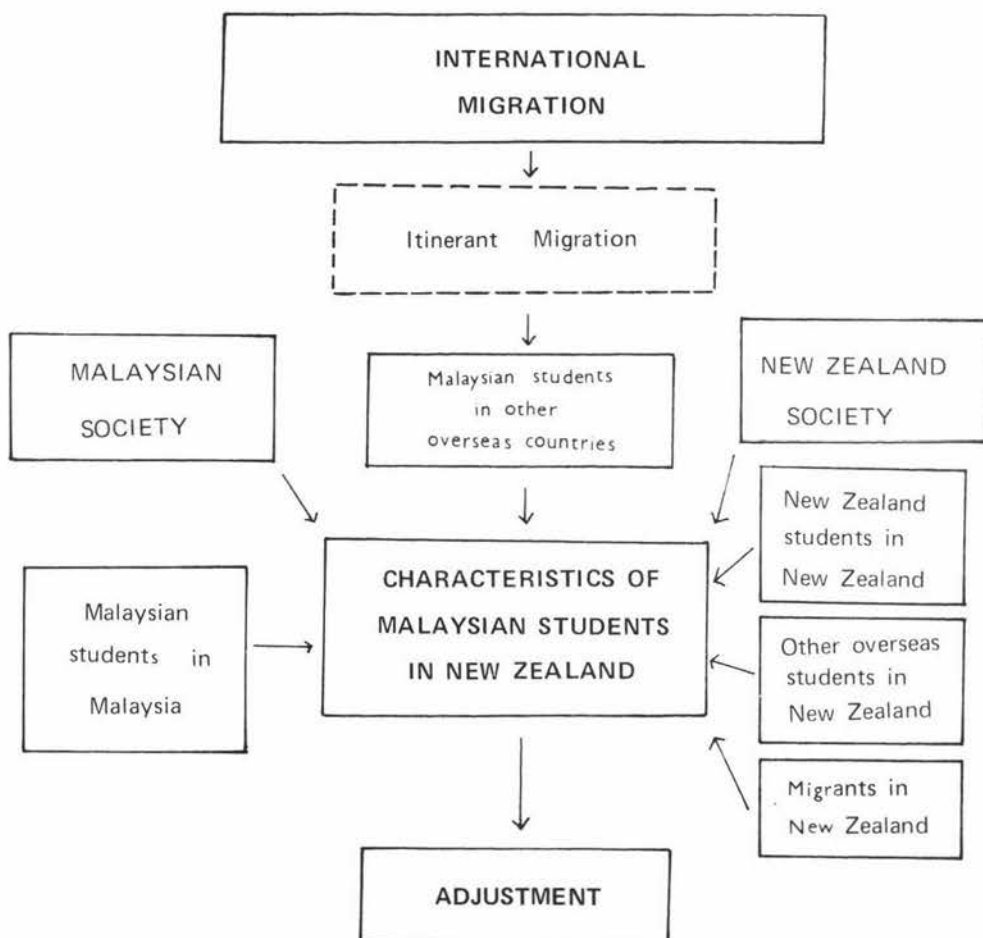 INTERNATIONAL
MIGRATION
Itinerant Migration
MALAYSIAN
SOCIETY
Malaysian students
in other
overseas countries
NEW ZEALAND
SOCIETY
New Zealand
students in
New Zealand
Malaysian
students in
Malaysia
CHARACTERISTICS OF
MALAYSIAN STUDENTS
IN NEW ZEALAND
Other overseas
students in
New Zealand
Migrants in
New Zealand
ADJUSTMENT